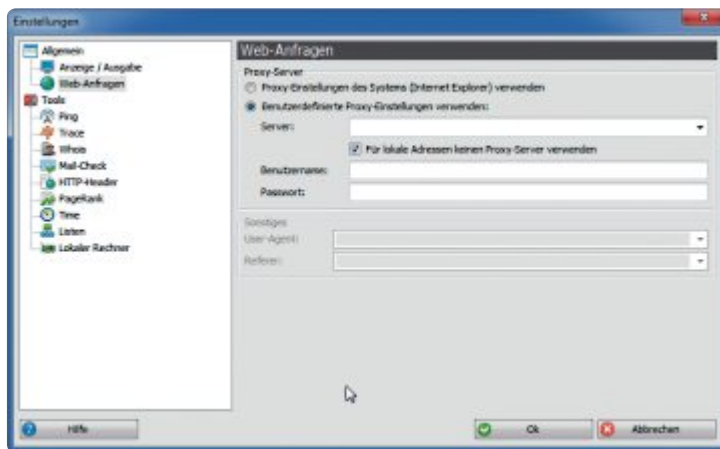 Einstellungen
Allgemein
Anzeige / Ausgabe
Web-Anfragen
Tools
Ping
Trace
Whois
Mail-Check
HTTP-Header
PageRank
Time
Listen
Lokaler Rechner
Web-Anfragen
Proxy-Server
Proxy-Einstellungen des Systems (Internet Explorer) verwenden
Benutzerdefinierte Proxy-Einstellungen verwenden:
Server:
Für lokale Adressen keinen Proxy-Server verwenden
Benutzername:
Passwort:
Sonstiges
User-Agent:
Referer:
Hilfe
Ok
Abbrechen